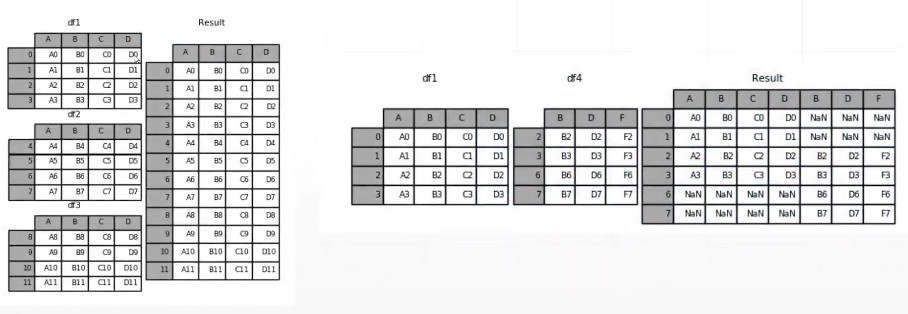 df1
A B C D
0 A0 B0 C0 D0
1 A1 B1 C1 D1
2 A2 B2 C2 D2
3 A3 B3 C3 D3
df2
A B C D
4 A4 B4 C4 D4
5 A5 B5 C5 D5
6 A6 B6 C6 D6
7 A7 B7 C7 D7
df3
A B C D
8 A8 B8 C8 D8
9 A9 B9 C9 D9
10 A10 B10 C10 D10
11 A11 B11 C11 D11
Result
A B C D
0 A0 B0 C0 D0
1 A1 B1 C1 D1
2 A2 B2 C2 D2
3 A3 B3 C3 D3
4 A4 B4 C4 D4
5 A5 B5 C5 D5
6 A6 B6 C6 D6
7 A7 B7 C7 D7
8 A8 B8 C8 D8
9 A9 B9 C9 D9
10 A10 B10 C10 D10
11 A11 B11 C11 D11
df1
A B C D
0 A0 B0 C0 D0
1 A1 B1 C1 D1
2 A2 B2 C2 D2
3 A3 B3 C3 D3
df4
B D F
2 B2 D2 F2
3 B3 D3 F3
6 B6 D6 F6
7 B7 D7 F7
Result
A B C D B D F
0 A0 B0 C0 D0 NaN NaN NaN
1 A1 B1 C1 D1 NaN NaN NaN
2 A2 B2 C2 D2 B2 D2 F2
3 A3 B3 C3 D3 B3 D3 F3
6 NaN NaN NaN NaN B6 D6 F6
7 NaN NaN NaN NaN B7 D7 F7